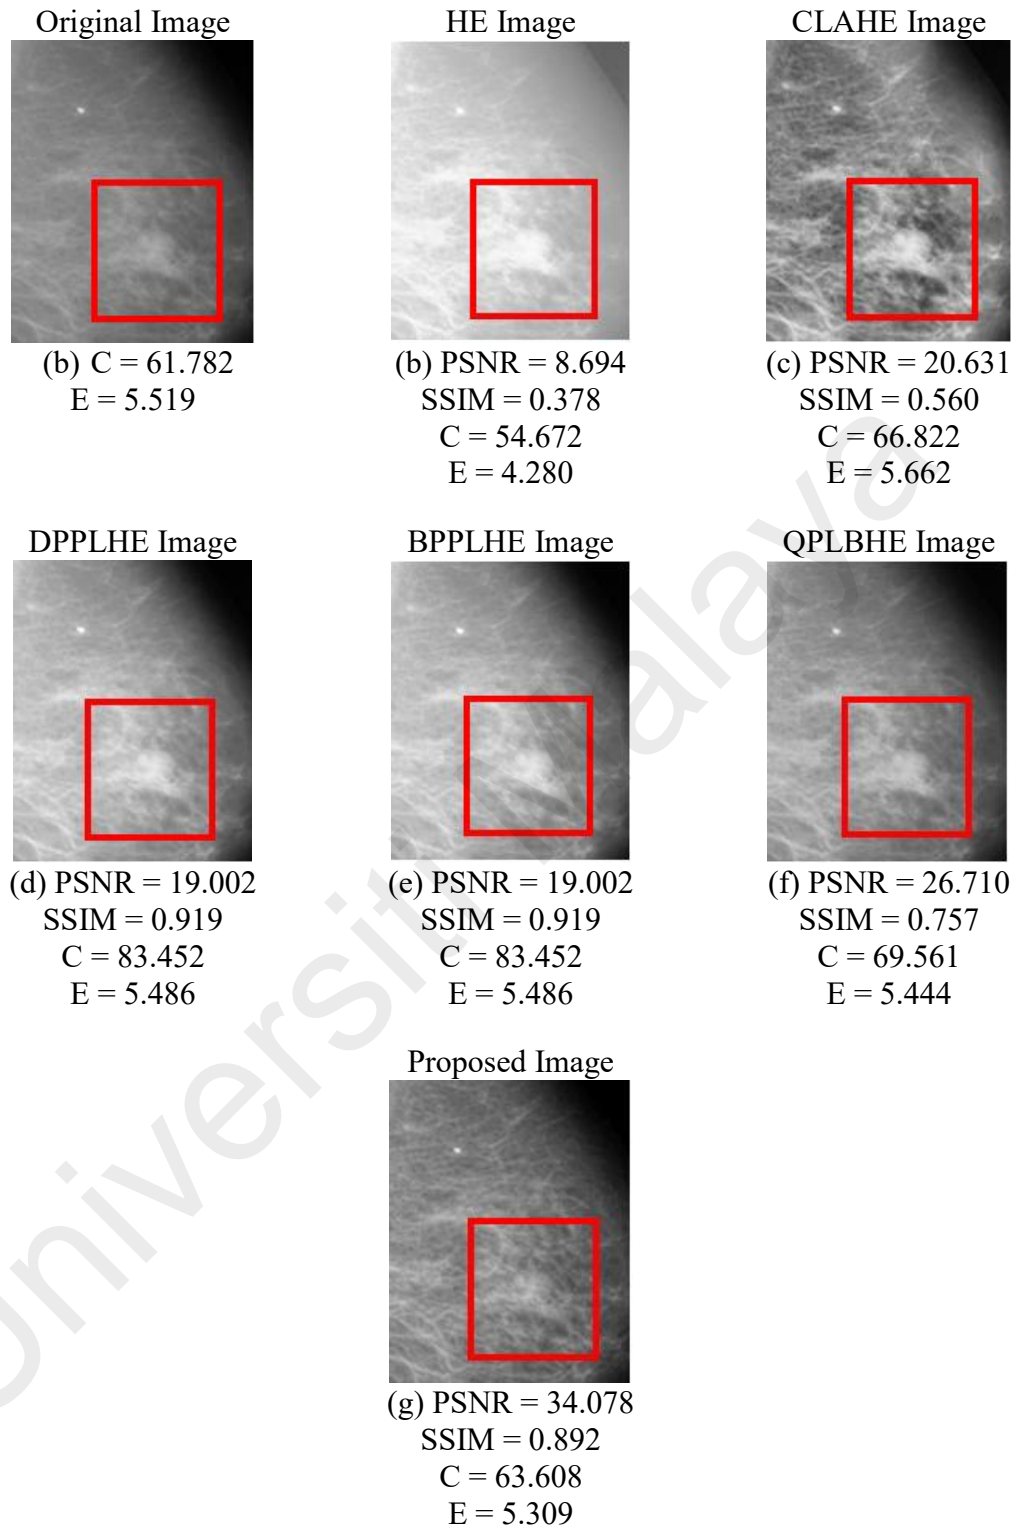 Original Image
HE Image
CLAHE Image
(b) C = 61.782
E = 5.519
(b) PSNR = 8.694
SSIM = 0.378
C = 54.672
E = 4.280
(c) PSNR = 20.631
SSIM = 0.560
C = 66.822
E = 5.662
DPPLHE Image
BPPLHE Image
QPLBHE Image
(d) PSNR = 19.002
SSIM = 0.919
C = 83.452
E = 5.486
(e) PSNR = 19.002
SSIM = 0.919
C = 83.452
E = 5.486
(f) PSNR = 26.710
SSIM = 0.757
C = 69.561
E = 5.444
Proposed Image
(g) PSNR = 34.078
SSIM = 0.892
C = 63.608
E = 5.309
Universiti Malaya